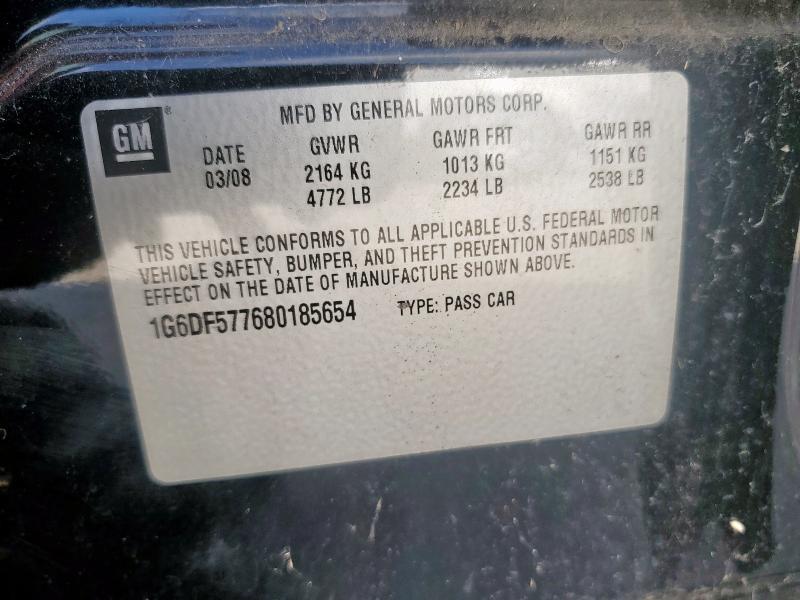 MFD BY GENERAL MOTORS CORP.
GM®
DATE GVWR GAWR FRT GAWR RR
03/08 2164 KG 1013 KG 1151 KG
4772 LB 2234 LB 2538 LB
THIS VEHICLE CONFORMS TO ALL APPLICABLE U.S. FEDERAL MOTOR
VEHICLE SAFETY, BUMPER, AND THEFT PREVENTION STANDARDS IN
EFFECT ON THE DATE OF MANUFACTURE SHOWN ABOVE.
1G6DF577680185654 TYPE: PASS CAR